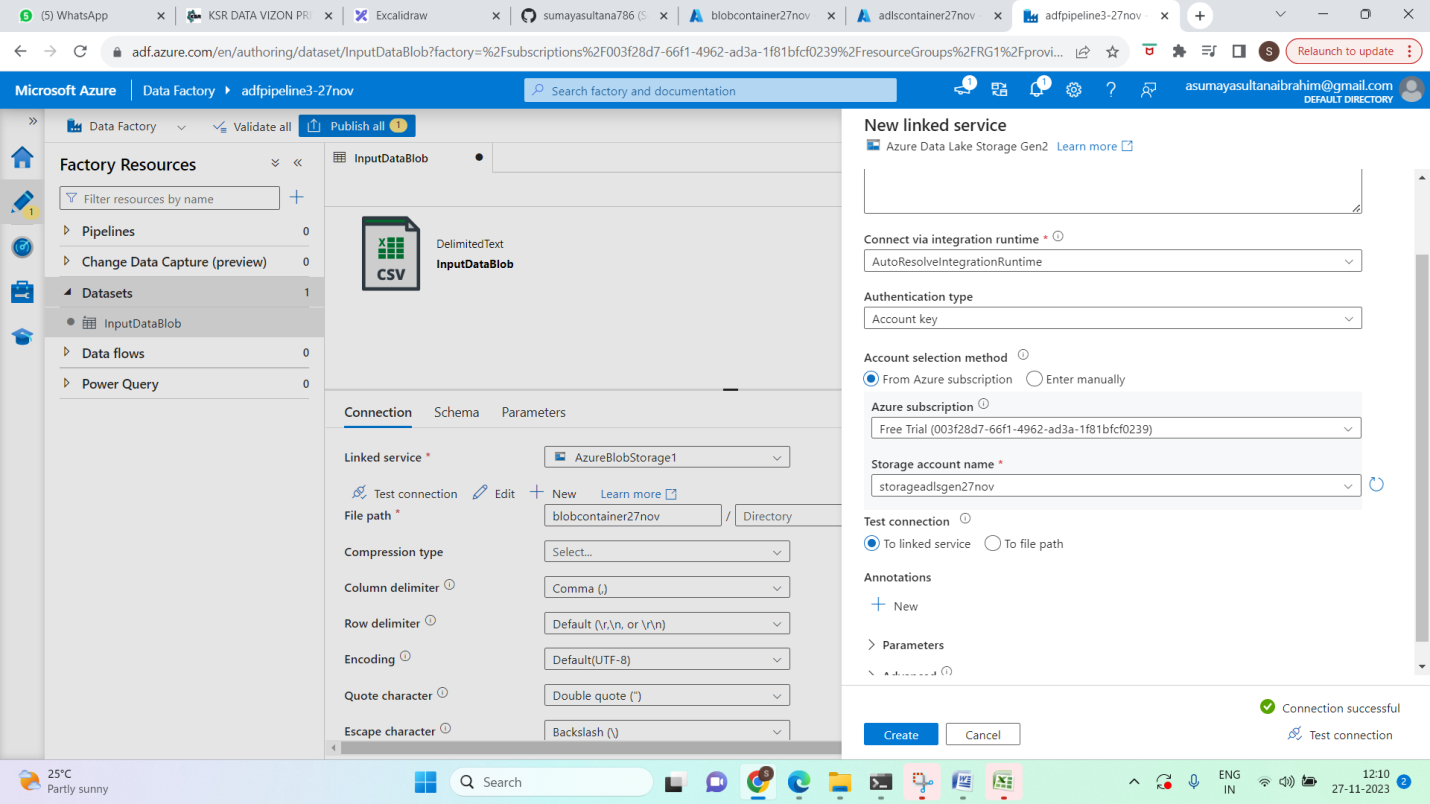 (5) WhatsApp
KSR DATA VIZON PR
Excalidraw
sumayasultana786 (S
blobcontainer27nov
adlscontainer27nov -
adfpipeline3-27nov -
adf.azure.com/en/authoring/dataset/InputDataBlob?factory=%2Fsubscriptions%2F003f28d7-66f1-4962-ad3a-1f81bfcf0239%2FresourceGroups%2FRG1%2Fprovi...
S
Relaunch to update
Microsoft Azure
Data Factory
adfpipeline3-27nov
Search factory and documentation
1
1
asumayasultanaibrahim@gmail.com
DEFAULT DIRECTORY
Data Factory
Validate all
Publish all 1
Factory Resources
Filter resources by name
1
Pipelines 0
Change Data Capture (preview) 0
Datasets 1
InputDataBlob
Data flows 0
Power Query 0
InputDataBlob
CSV
DelimitedText
InputDataBlob
Connection Schema Parameters
Linked service *
AzureBlobStorage1
Test connection Edit New Learn more
File path *
blobcontainer27nov / Directory
Compression type
Select...
Column delimiter
Comma (,)
Row delimiter
Default (\r,\n, or \r\n)
Encoding
Default(UTF-8)
Quote character
Double quote (")
Escape character
Backslash (\)
New linked service
Azure Data Lake Storage Gen2 Learn more
Connect via integration runtime *
AutoResolveIntegrationRuntime
Authentication type
Account key
Account selection method
From Azure subscription Enter manually
Azure subscription
Free Trial (003f28d7-66f1-4962-ad3a-1f81bfcf0239)
Storage account name *
storageadlsgen27nov
Test connection
To linked service To file path
Annotations
New
Parameters
Advanced
Connection successful
Create Cancel
Test connection
25°C
Partly sunny
Search
S
ENG
IN
12:10
27-11-2023
2